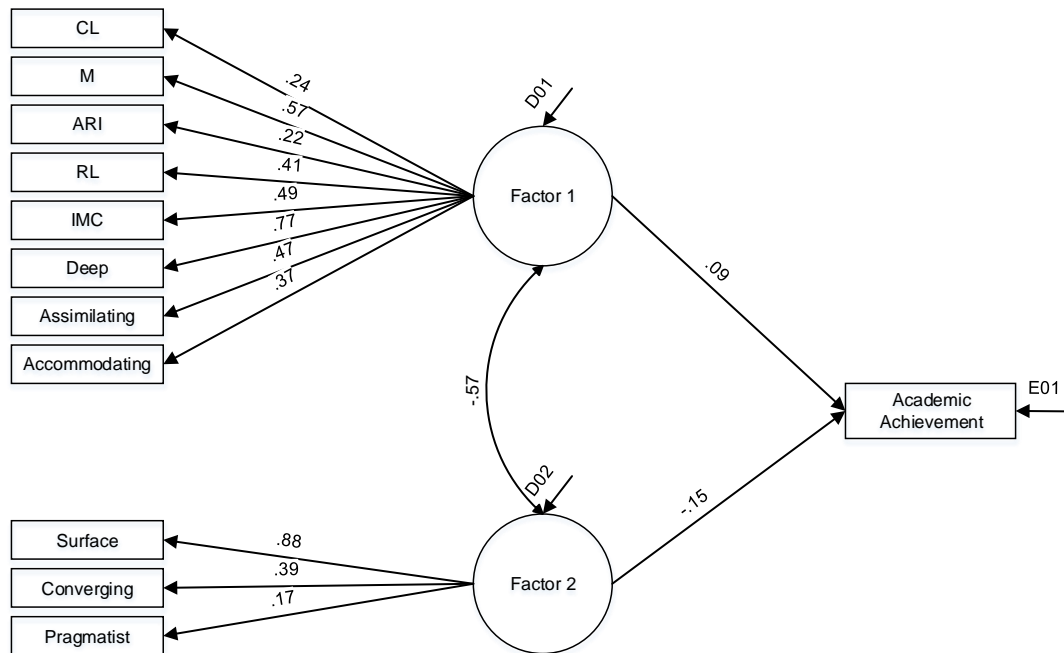 CL
M
ARI
RL
IMC
Deep
Assimilating
Accommodating
.24
.57
.22
.41
.49
.77
.47
.37
D01
Factor 1
.09
-.57
Academic
Achievement
E01
D02
-.15
Factor 2
.88
.39
.17
Surface
Converging
Pragmatist